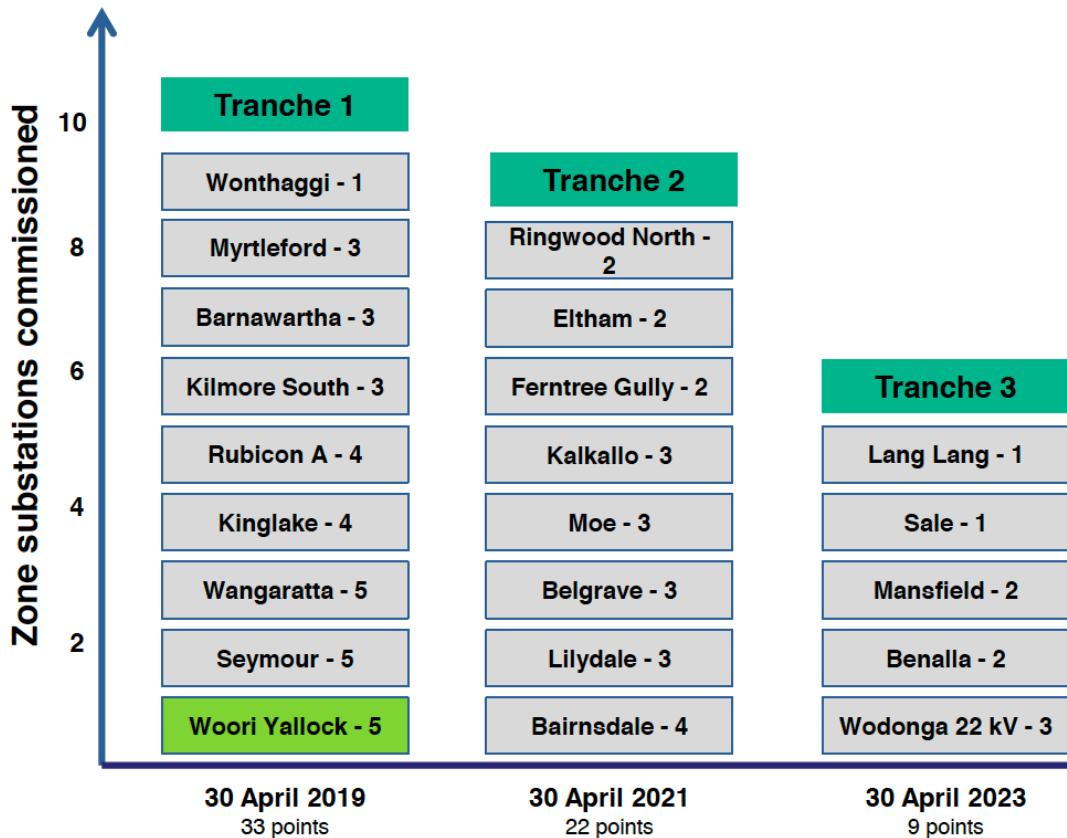 Zone substations commissioned
10
8
6
4
2
Tranche 1
Wonthaggi - 1
Myrtleford - 3
Barnawartha - 3
Kilmore South - 3
Rubicon A - 4
Kinglake - 4
Wangaratta - 5
Seymour - 5
Woori Yallock - 5
30 April 2019
33 points
Tranche 2
Ringwood North -
2
Eltham - 2
Ferntree Gully - 2
Kalkallo - 3
Moe - 3
Belgrave - 3
Lilydale - 3
Bairnsdale - 4
30 April 2021
22 points
Tranche 3
Lang Lang - 1
Sale - 1
Mansfield - 2
Benalla - 2
Wodonga 22 kV - 3
30 April 2023
9 points